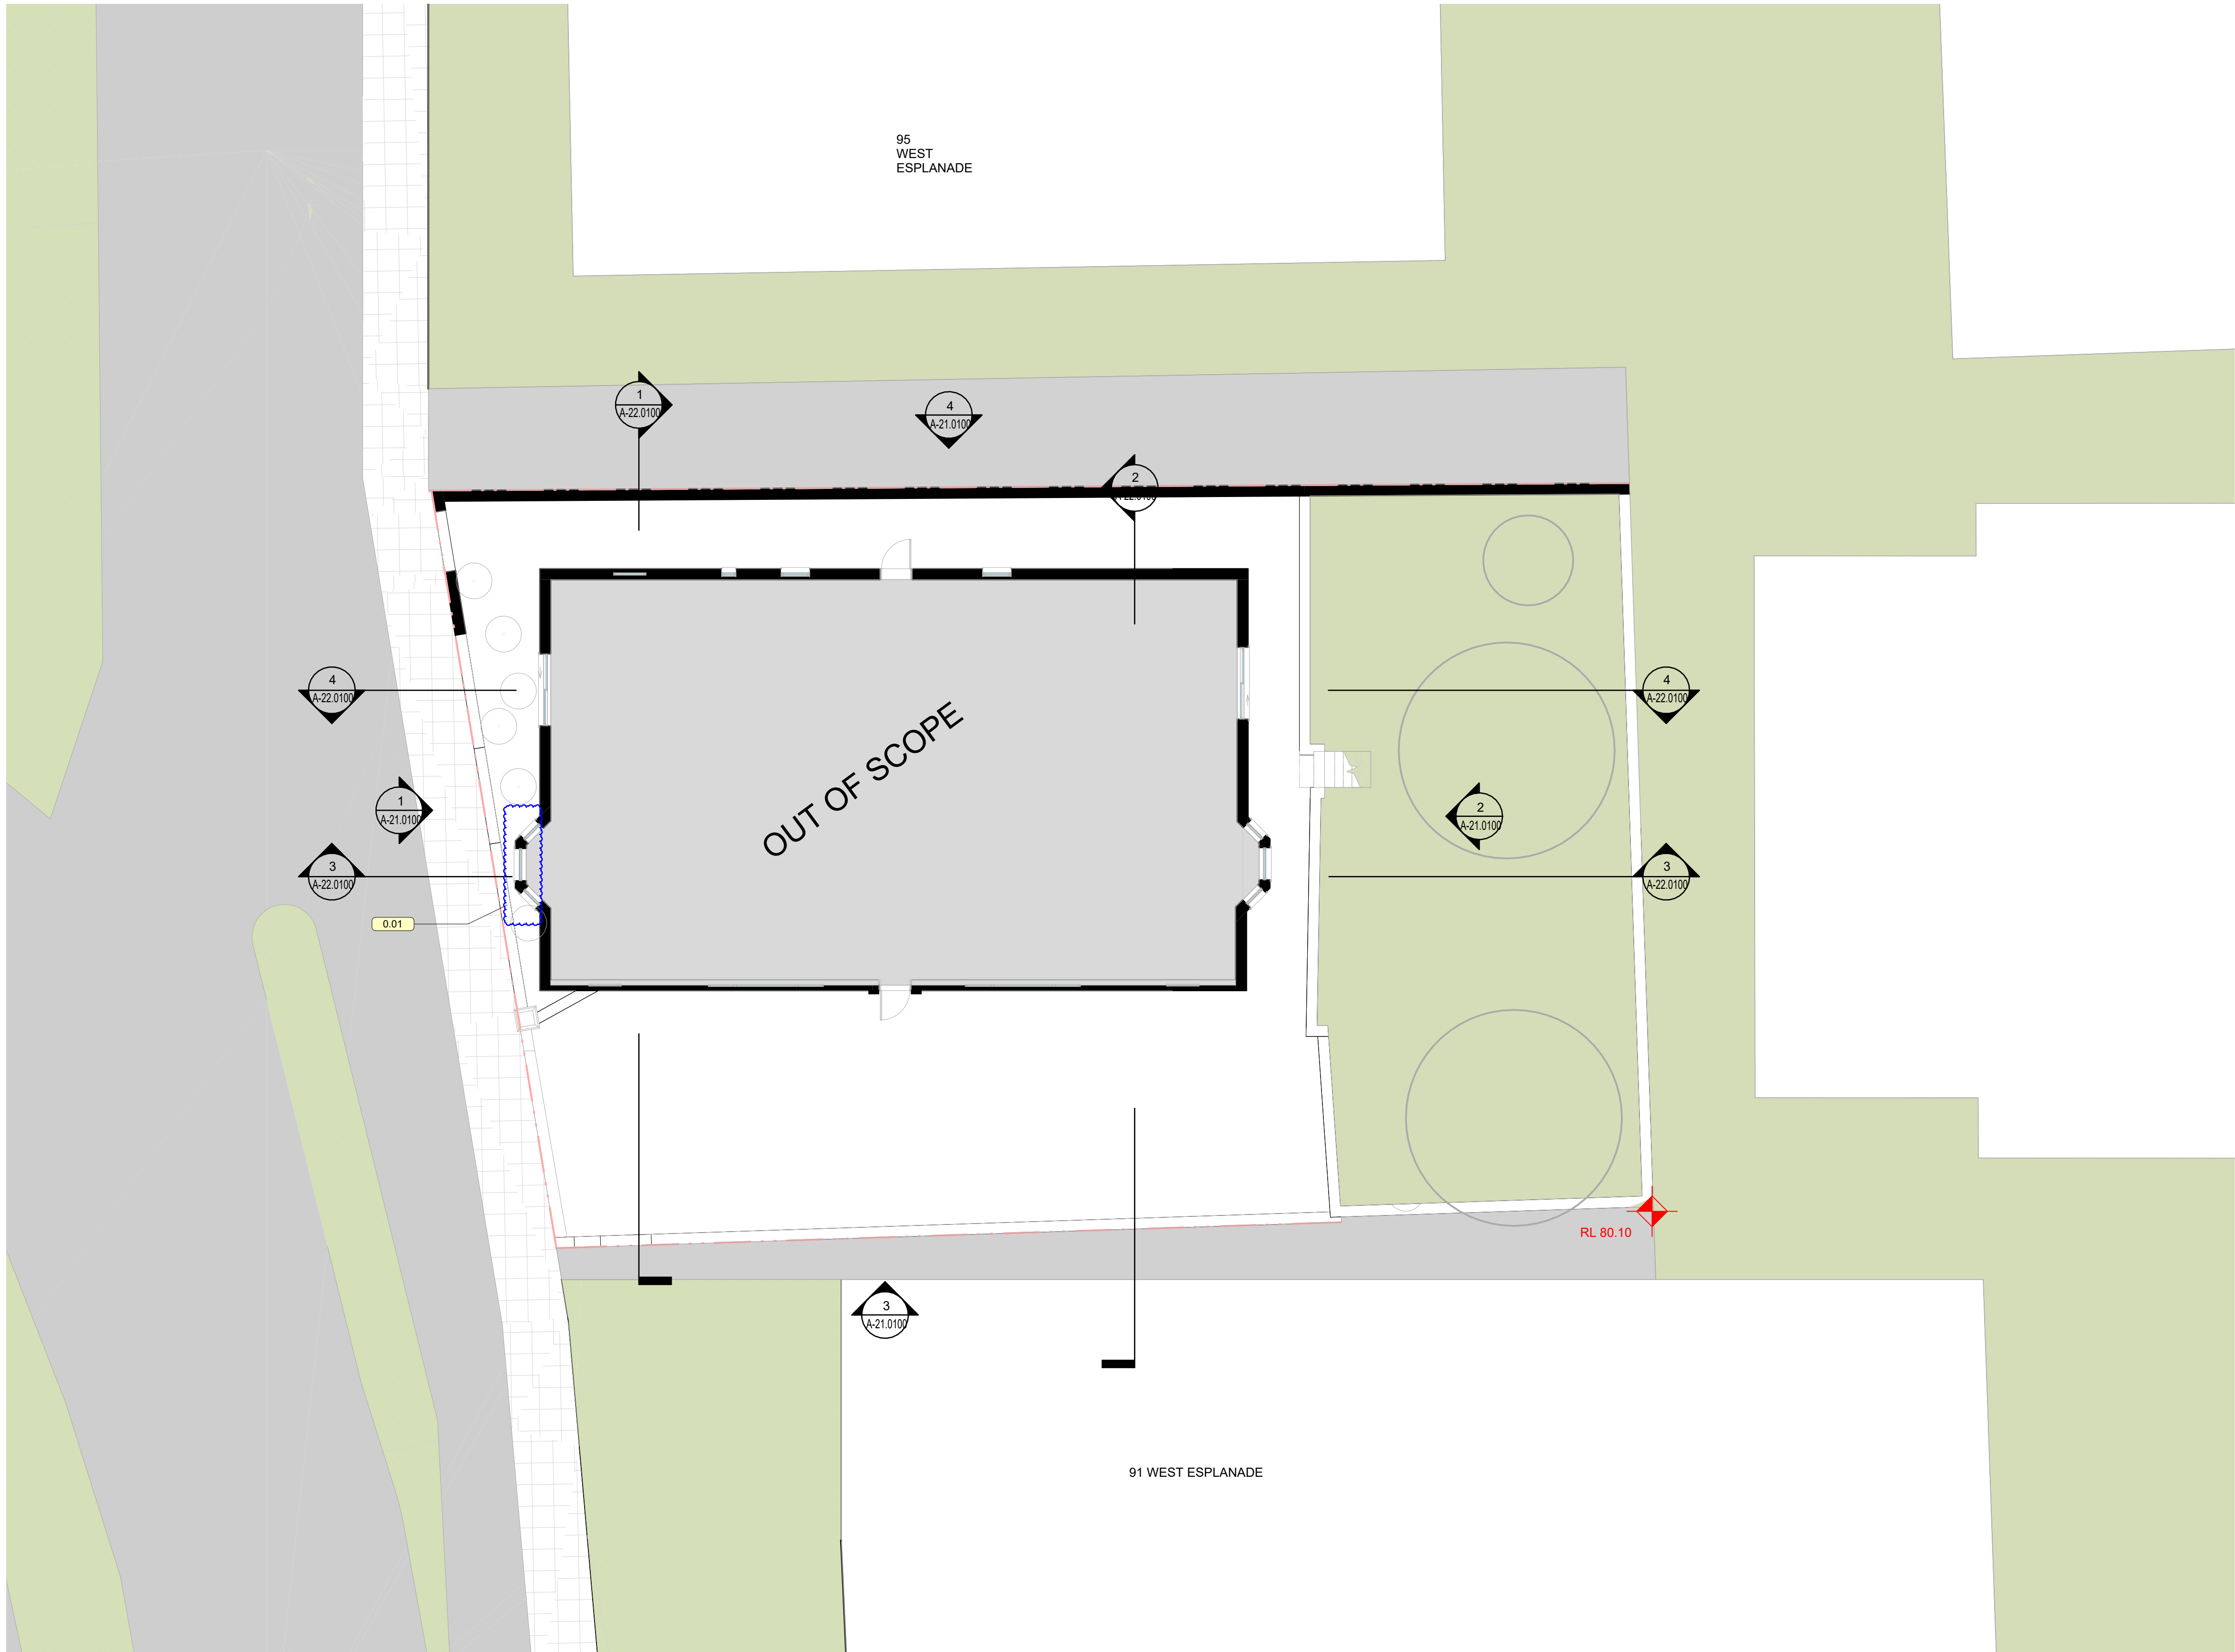 95
WEST
ESPLANADE
1
A-22.0100
4
A-21.0100
2
4
A-22.0100
4
A-22.0100
OUT OF SCOPE
1
A-21.0100
2
A-21.0100
3
A-22.0100
3
A-22.0100
0.01
RL 80.10
3
A-21.0100
91 WEST ESPLANADE